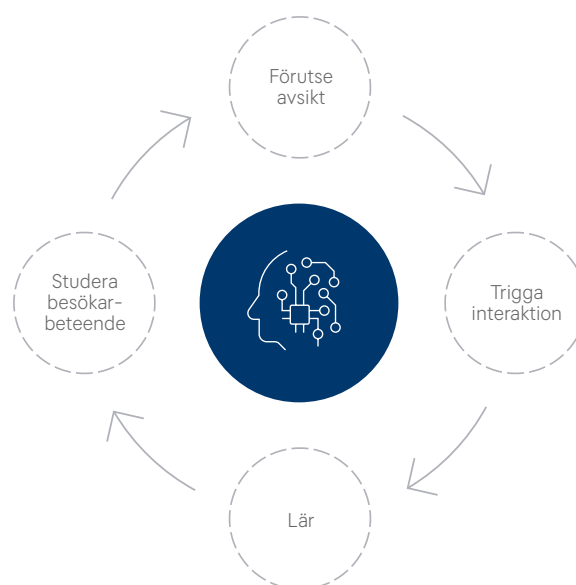 Förutse
avsikt
Studera
besökar-
beteende
Trigga
interaktion
Lär